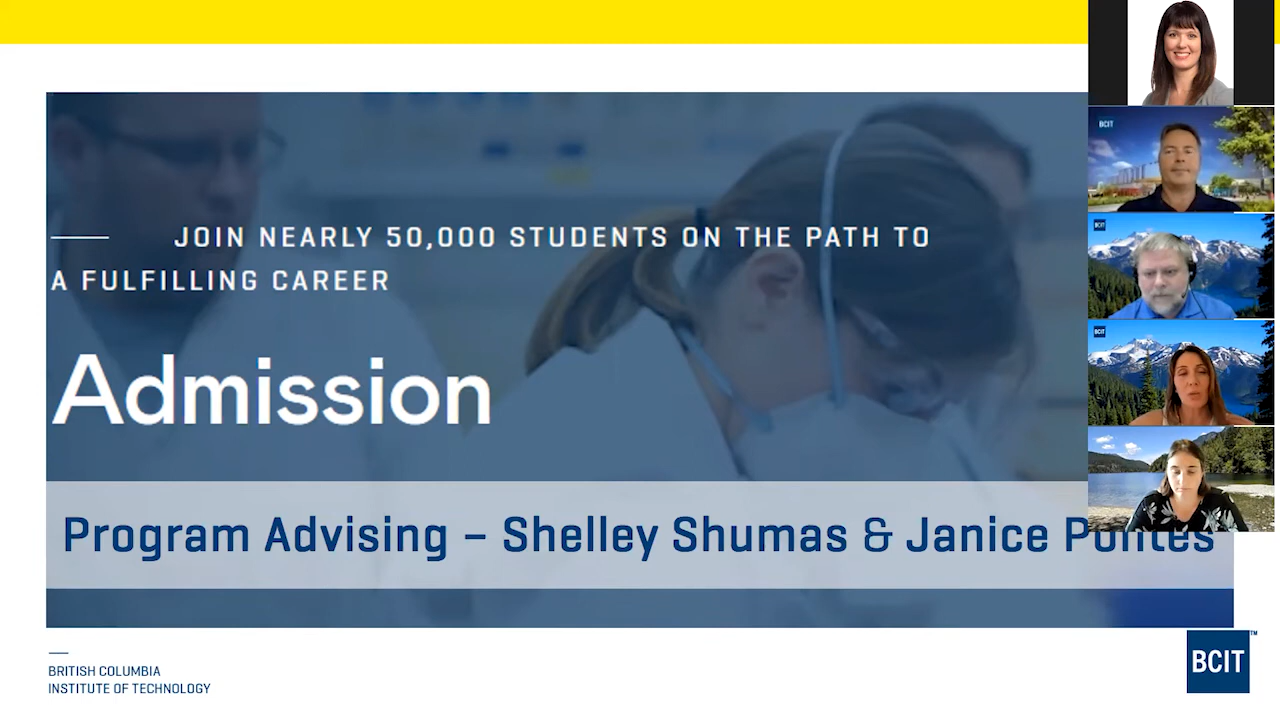 JOIN NEARLY 50,000 STUDENTS ON THE PATH TO
A FULFILLING CAREER
Admission
Program Advising – Shelley Shumas & Janice Pontes
BRITISH COLUMBIA
INSTITUTE OF TECHNOLOGY
BCIT™
BCIT
BCIT
BCIT